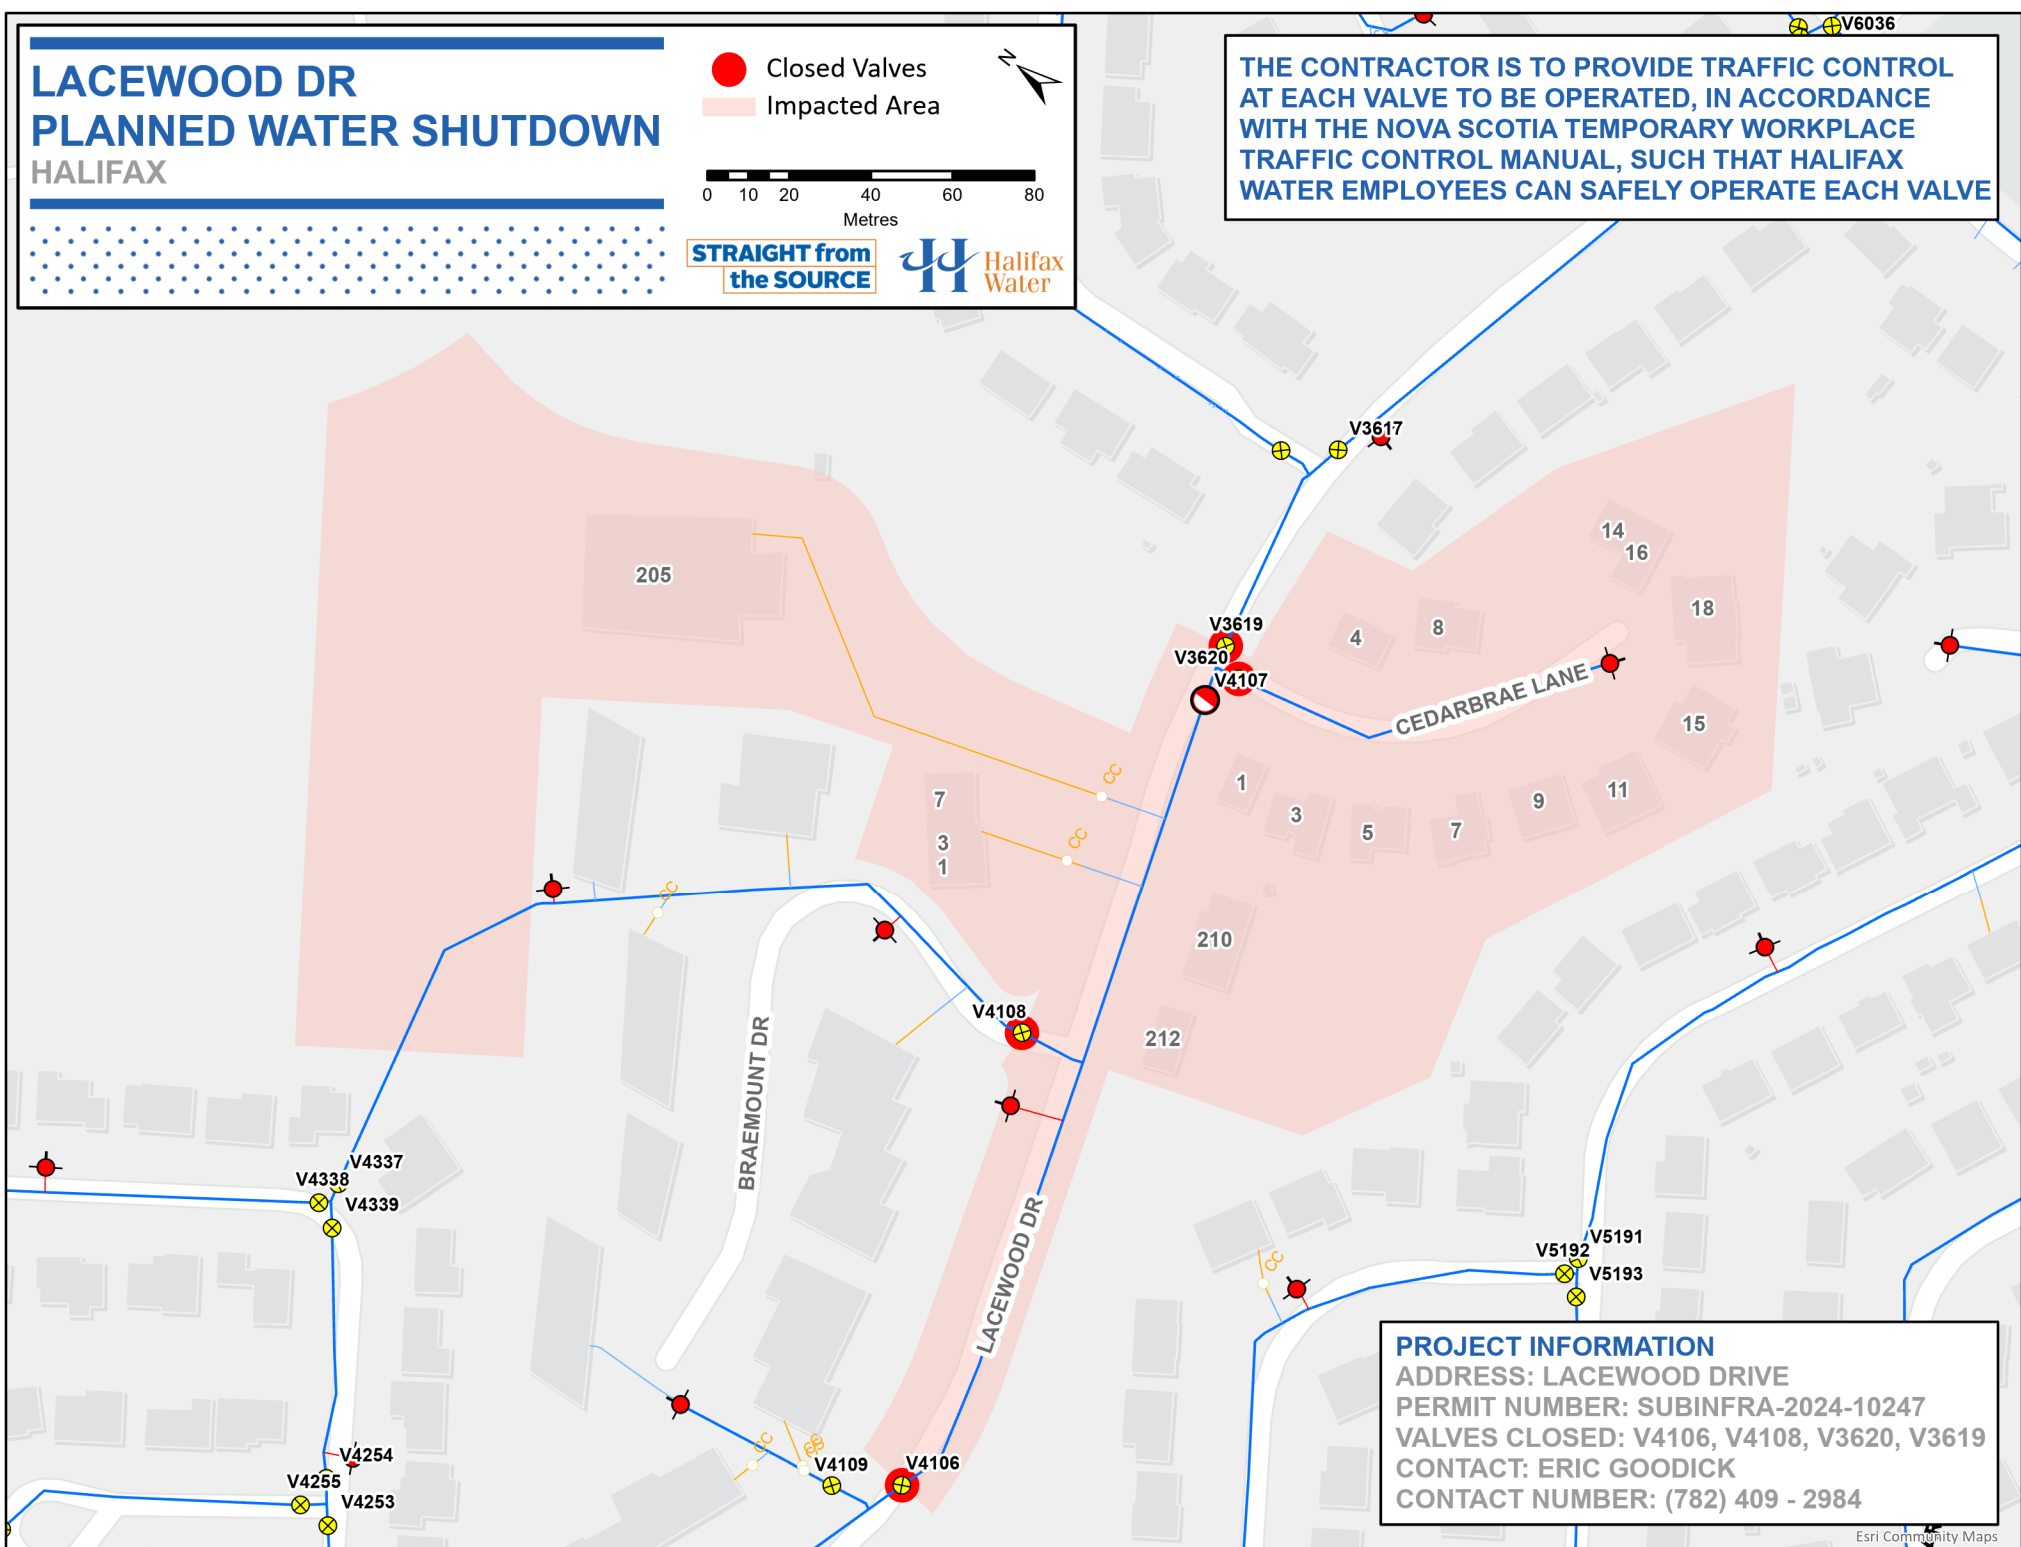 LACEWOOD DR
PLANNED WATER SHUTDOWN
HALIFAX
Closed Valves
Impacted Area
N
0 10 20 40 60 80
Metres
STRAIGHT from
the SOURCE
Halifax
Water
THE CONTRACTOR IS TO PROVIDE TRAFFIC CONTROL
AT EACH VALVE TO BE OPERATED, IN ACCORDANCE
WITH THE NOVA SCOTIA TEMPORARY WORKPLACE
TRAFFIC CONTROL MANUAL, SUCH THAT HALIFAX
WATER EMPLOYEES CAN SAFELY OPERATE EACH VALVE
V6036
V3617
14
16
205
18
V3619
8
4
V3620
V4107
CEDARBRAE LANE
15
CC
1
11
7
9
3
5
7
CC
3
1
CC
210
V4108
212
BRAEMOUNT DR
V4337
V4338
V4339
LACEWOOD DR
V5191
V5192
V5193
CC
V4254
V4255
V4253
CC
CC
V4109
V4106
PROJECT INFORMATION
ADDRESS: LACEWOOD DRIVE
PERMIT NUMBER: SUBINFRA-2024-10247
VALVES CLOSED: V4106, V4108, V3620, V3619
CONTACT: ERIC GOODICK
CONTACT NUMBER: (782) 409 - 2984
Esri Community Maps